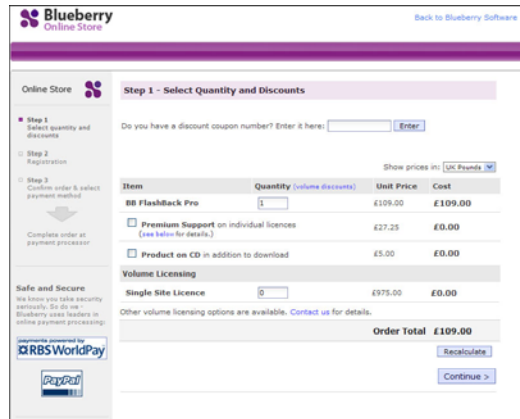 Blueberry
Online Store
Back to Blueberry Software
Online Store
Step 1
Select quantity and
discounts
Step 2
Registration
Step 3
Confirm order & select
payment method
Complete order at
payment processor
Safe and Secure
We know you take security
seriously. So do we -
Blueberry uses leaders in
online payment processing:
payments powered by
RBS WorldPay
PayPal
Step 1 - Select Quantity and Discounts
Do you have a discount coupon number? Enter it here: Enter
Show prices in: UK Pounds
Item Quantity (volume discounts) Unit Price Cost
BB FlashBack Pro 1 £109.00 £109.00
Premium Support on individual licences £27.25 £0.00
(see below for details.)
Product on CD in addition to download £5.00 £0.00
Volume Licensing
Single Site Licence 0 £975.00 £0.00
Other volume licensing options are available. Contact us for details.
Order Total £109.00
Recalculate
Continue >